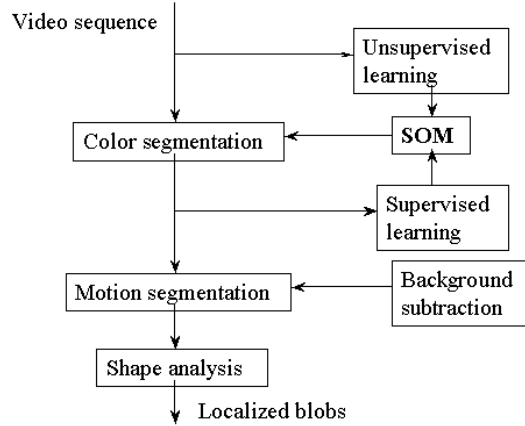 Video sequence
Unsupervised
learning
Color segmentation
SOM
Supervised
learning
Motion segmentation
Background
subtraction
Shape analysis
Localized blobs